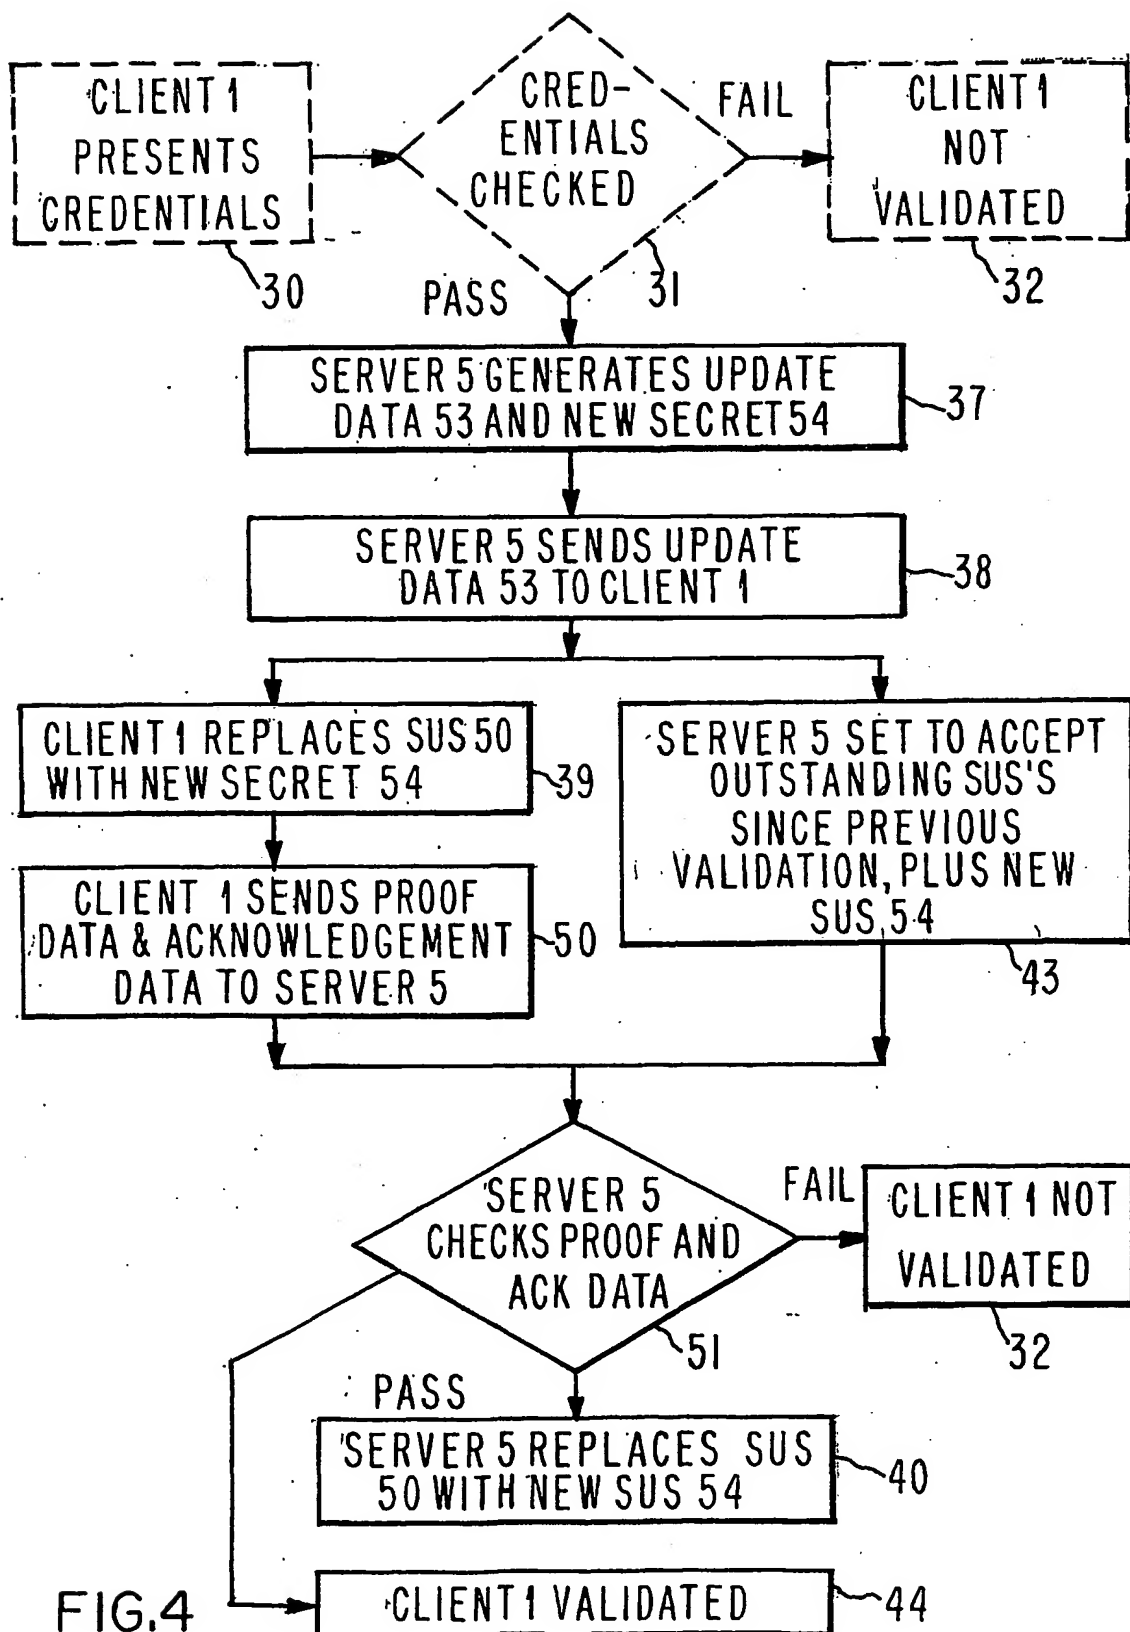 CLIENT 1
PRESENTS
CREDENTIALS
30
CRED-
ENTIALS
CHECKED
31
FAIL
CLIENT 1
NOT
VALIDATED
32
PASS
SERVER 5 GENERATES UPDATE
DATA 53 AND NEW SECRET 54
37
SERVER 5 SENDS UPDATE
DATA 53 TO CLIENT 1
38
CLIENT 1 REPLACES SUS 50
WITH NEW SECRET 54
39
SERVER 5 SET TO ACCEPT
OUTSTANDING SUS'S
SINCE PREVIOUS
VALIDATION, PLUS NEW
SUS 54
43
CLIENT 1 SENDS PROOF
DATA & ACKNOWLEDGEMENT
DATA TO SERVER 5
50
SERVER 5
CHECKS PROOF AND
ACK DATA
51
FAIL
CLIENT 1 NOT
VALIDATED
32
PASS
SERVER 5 REPLACES SUS
50 WITH NEW SUS 54
40
CLIENT 1 VALIDATED
44
FIG.4